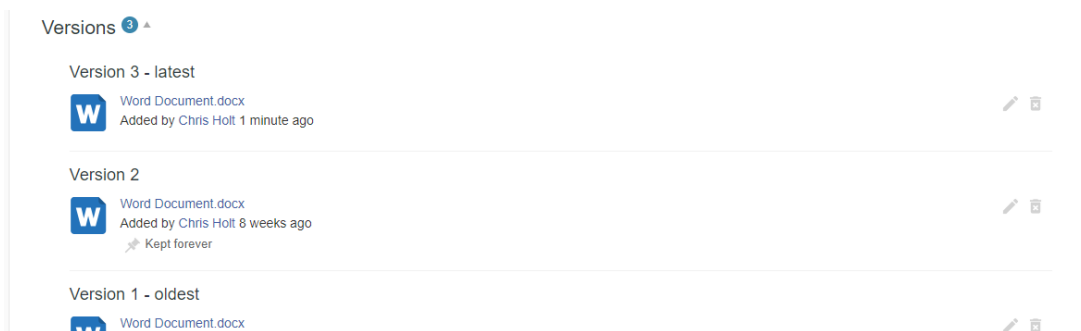 Versions 3
Version 3 - latest
W
Word Document.docx
Added by Chris Holt 1 minute ago
Version 2
W
Word Document.docx
Added by Chris Holt 8 weeks ago
Kept forever
Version 1 - oldest
W
Word Document.docx